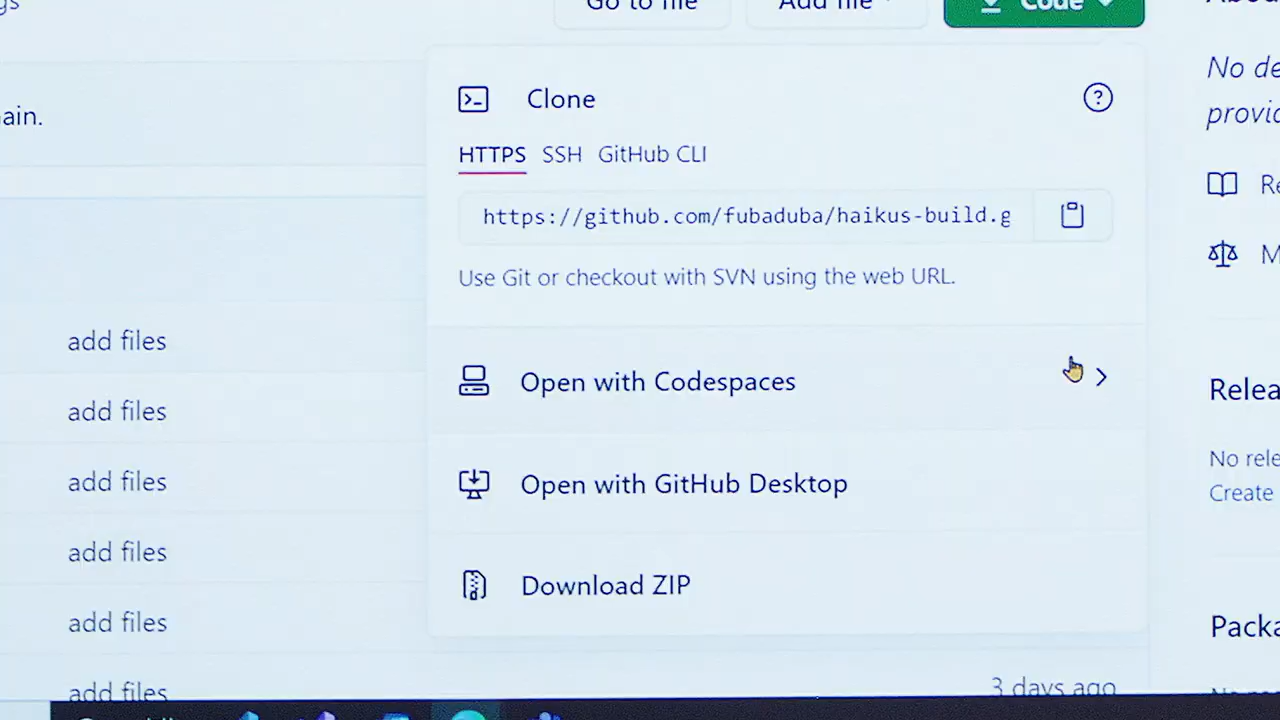 Go to file
Add file
Code
ain.
Clone
HTTPS SSH GitHub CLI
https://github.com/fubaduba/haikus-build.g
Use Git or checkout with SVN using the web URL.
Open with Codespaces
Open with GitHub Desktop
Download ZIP
add files
add files
add files
add files
add files
add files
3 days ago
No de
provid
Re
M
Relea
No rele
Create
Packa